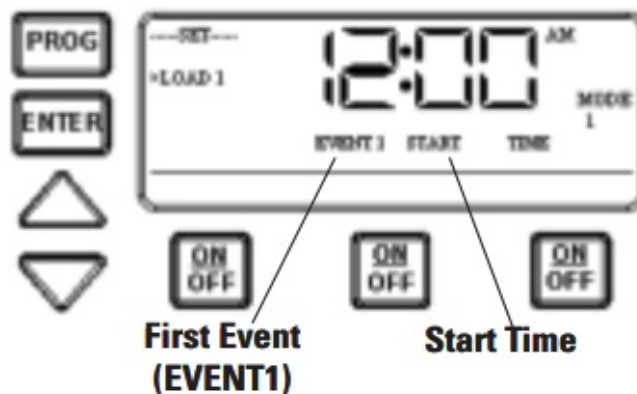 PROG
ENTER
----SET----
12:00 AM
LOAD 1
MODE
1
EVENT 1 START TIME
ON
OFF
ON
OFF
ON
OFF
First Event
(EVENT1)
Start Time